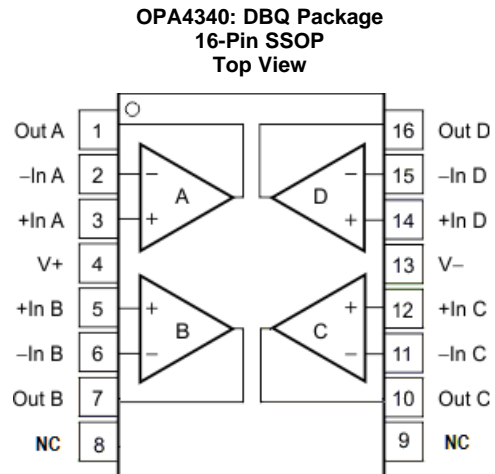 OPA4340: DBQ Package
16-Pin SSOP
Top View
Out A 1 16 Out D
−In A 2 − − 15 −In D
A D
+In A 3 + + 14 +In D
V+ 4 13 V−
+In B 5 + + 12 +In C
B C
−In B 6 − − 11 −In C
Out B 7 10 Out C
NC 8 9 NC